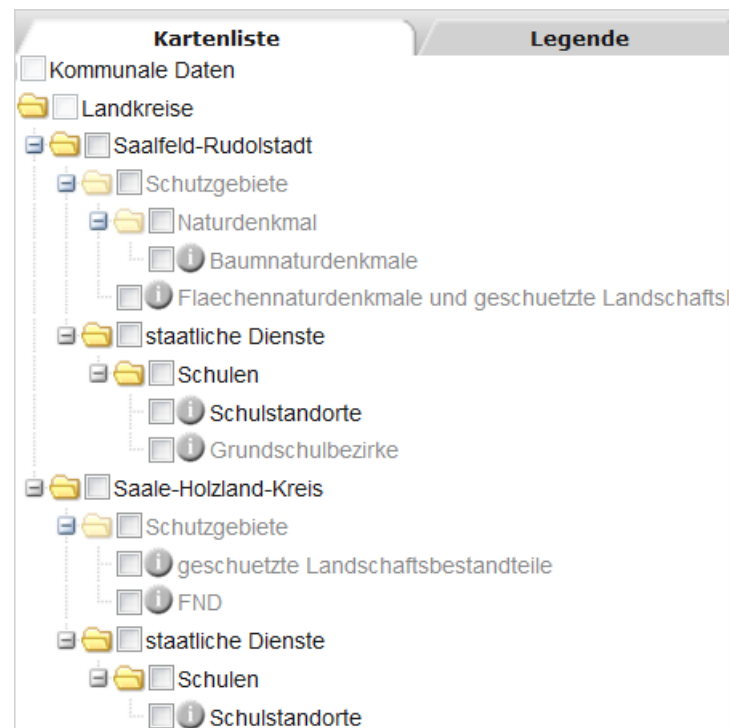 Kartenliste Legende
Kommunale Daten
Landkreise
Saalfeld-Rudolstadt
Schutzgebiete
Naturdenkmal
Baumnaturdenkmale
Flaechennaturdenkmale und geschuetzte
staatliche Dienste
Schulen
Schulstandorte
Grundschulbezirke
Saale-Holzland-Kreis
Schutzgebiete
geschuetzte Landschaftsbestandteile
FND
staatliche Dienste
Schulen
Schulstandorte